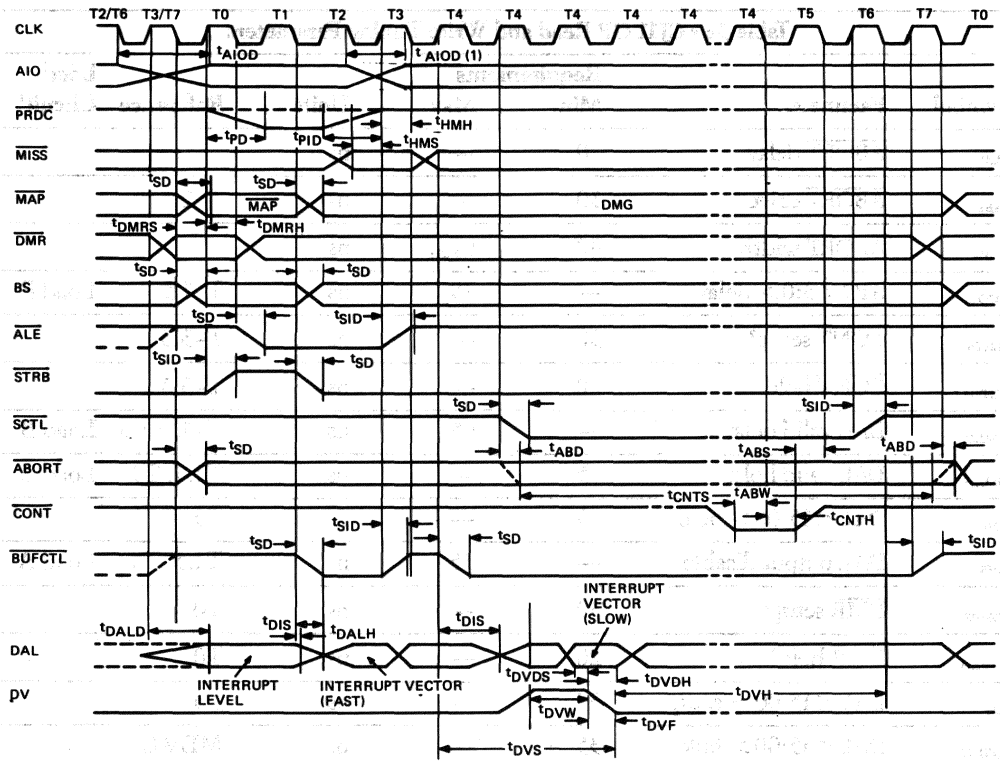 T2/T6 T3/T7 T0 T1 T2 T3 T4 T4 T4 T4 T4 T5 T6 T7 T0
CLK
tAIOD tAIOD (1)
AIO
PRDC
tPD tPID tHMH
tHMS
MISS
tSD tSD
MAP MAP DMG
tDMRS tDMRH
DMR
tSD tSD
BS
tSD tSID
ALE
tSID tSD
STRB
tSD tSID
SCTL
tSD tABD tABS tABD
ABORT
tCNTS tABW
CONT
tSID tCNTH
tSD tSD tSID
BUFCTL
INTERRUPT
VECTOR
(SLOW)
tDALD tDIS tDALH tDIS
DAL
INTERRUPT
LEVEL
INTERRUPT VECTOR
(FAST)
tDVDS tDVDH
DV
tDVW tDVH
tDVF
tDVS